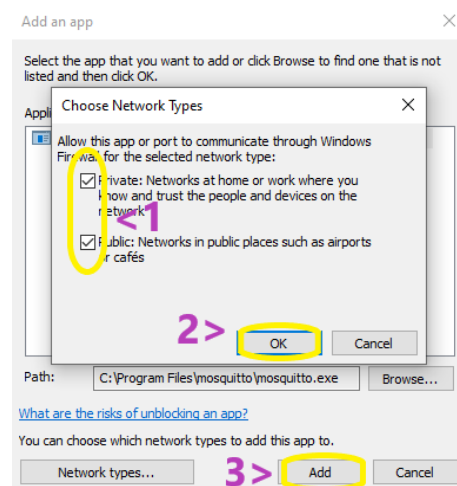 Add an app
Select the app that you want to add or click Browse to find one that is not
listed and then click OK.
Appli
Choose Network Types
Allow this app or port to communicate through Windows
Firewall for the selected network type:
Private: Networks at home or work where you
know and trust the people and devices on the
network
<1
Public: Networks in public places such as airports
or cafés
2>
OK
Cancel
Path:
C:\Program Files\mosquitto\mosquitto.exe
Browse...
What are the risks of unblocking an app?
You can choose which network types to add this app to.
Network types...
3>
Add
Cancel